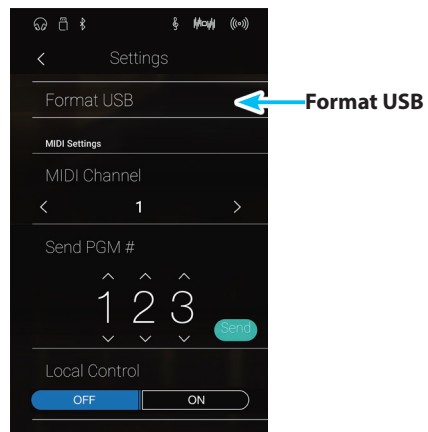 Settings
Format USB
Format USB
MIDI Settings
MIDI Channel
1
Send PGM #
1 2 3
Send
Local Control
OFF ON